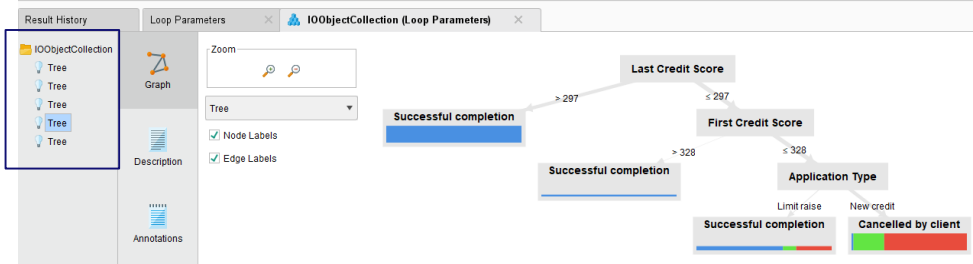 Result History
Loop Parameters
IOObjectCollection (Loop Parameters)
IOObjectCollection
Tree
Tree
Tree
Tree
Tree
Graph
Description
Annotations
Zoom
Tree
Node Labels
Edge Labels
Last Credit Score
> 297
≤ 297
Successful completion
First Credit Score
> 328
≤ 328
Successful completion
Application Type
Limit raise
New credit
Successful completion
Cancelled by client